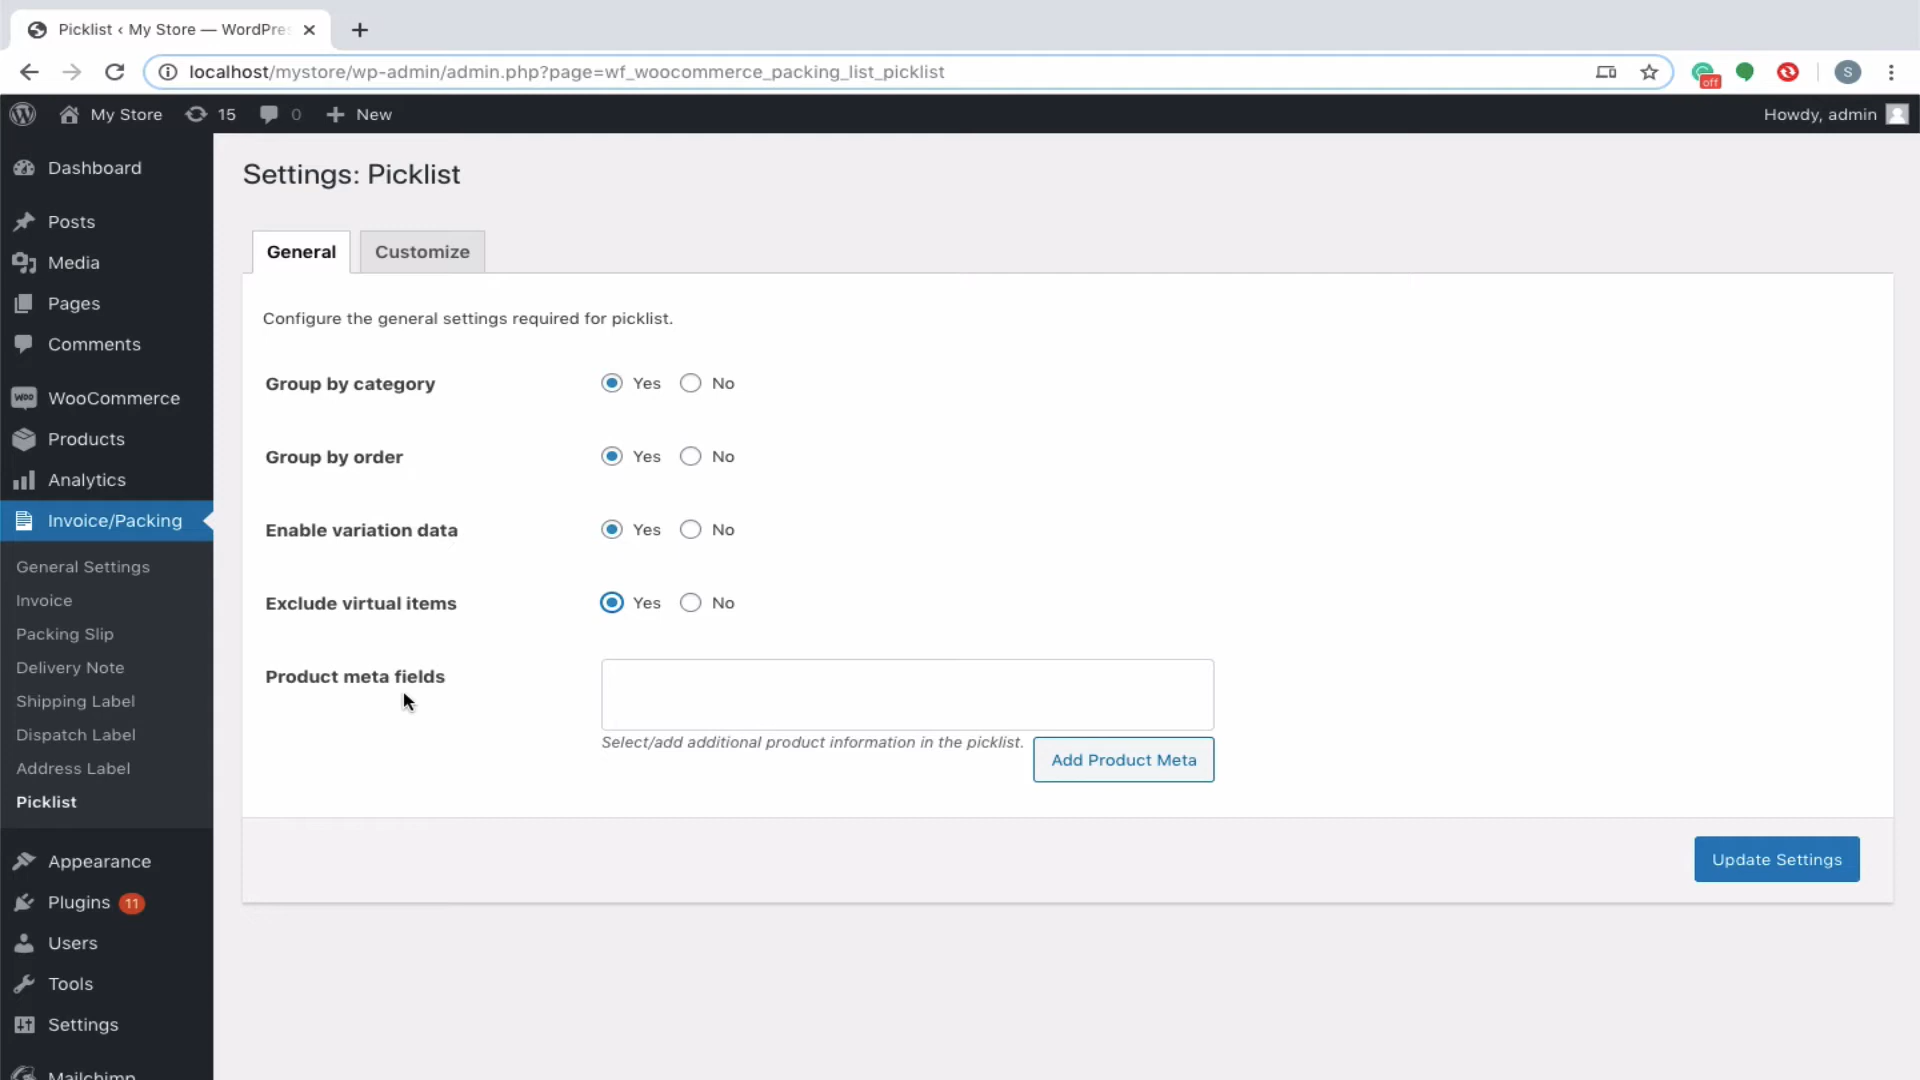 Picklist ‹ My Store — WordPre
localhost/mystore/wp-admin/admin.php?page=wf_woocommerce_packing_list_picklist
off
S
My Store
15
0
New
Howdy, admin
Dashboard
Posts
Media
Pages
Comments
WOO
WooCommerce
Products
Analytics
Invoice/Packing
General Settings
Invoice
Packing Slip
Delivery Note
Shipping Label
Dispatch Label
Address Label
Picklist
Appearance
Plugins 11
Users
Tools
Settings
Mailchimp
Settings: Picklist
General
Customize
Configure the general settings required for picklist.
Group by category Yes No
Group by order Yes No
Enable variation data Yes No
Exclude virtual items Yes No
Product meta fields
Select/add additional product information in the picklist.
Add Product Meta
Update Settings